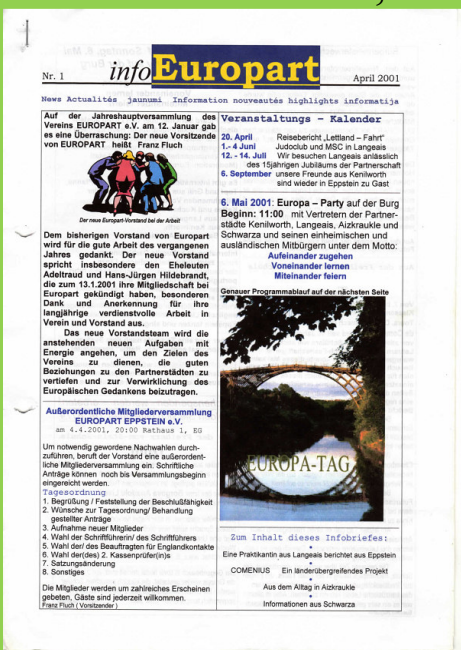 Nr. 1
infoEuropart
April 2001
News Actualités jaunumi Information nouveautés highlights informatija
Auf der Jahreshauptversammlung des
Vereins EUROPART e.V. am 12. Januar gab
es eine Überraschung: Der neue Vorsitzende
von EUROPART heißt Franz Fluch
Der neue Europart-Vorstand bei der Arbeit
Dem bisherigen Vorstand von Europart
wird für die gute Arbeit des vergangenen
Jahres gedankt. Der neue Vorstand
spricht insbesondere den Eheleuten
Adeltraud und Hans-Jürgen Hildebrandt,
die zum 13.1.2001 ihre Mitgliedschaft bei
Europart gekündigt haben, besonderen
Dank und Anerkennung für ihre
langjährige verdienstvolle Arbeit in
Verein und Vorstand aus.
Das neue Vorstandsteam wird die
anstehenden neuen Aufgaben mit
Energie angehen, um den Zielen des
Vereins zu dienen, die guten
Beziehungen zu den Partnerstädten zu
vertiefen und zur Verwirklichung des
Europäischen Gedankens beizutragen.
Außerordentliche Mitgliederversammlung
EUROPART EPPSTEIN e.V.
am 4.4.2001, 20:00 Rathaus 1, EG
Um notwendig gewordene Nachwahlen durch-
zuführen, beruft der Vorstand eine außerordent-
liche Mitgliederversammlung ein. Schriftliche
Anträge können noch bis Versammlungsbeginn
eingereicht werden.
Tagesordnung
1. Begrüßung / Feststellung der Beschlußfähigkeit
2. Wünsche zur Tagesordnung/ Behandlung
gestellter Anträge
3. Aufnahme neuer Mitglieder
4. Wahl der Schriftführerin/ des Schriftführers
5. Wahl der/ des Beauftragten für Englandkontakte
6. Wahl der(des) 2. Kassenprüfer(in)s
7. Satzungsänderung
8. Sonstiges
Die Mitglieder werden um zahlreiches Erscheinen
gebeten, Gäste sind jederzeit willkommen.
Franz Fluch ( Vorsitzender )
Veranstaltungs - Kalender
20. April Reisebericht „Lettland – Fahrt"
1.- 4 Juni Judoclub und MSC in Langeais
12. - 14. Juli Wir besuchen Langeais anlässlich
des 15jährigen Jubiläums der Partnerschaft
6. September unsere Freunde aus Kenilworth
sind wieder in Eppstein zu Gast
6. Mai 2001: Europa – Party auf der Burg
Beginn: 11:00 mit Vertretern der Partner-
städte Kenilworth, Langeais, Aizkraukle und
Schwarza und seinen einheimischen und
ausländischen Mitbürgern unter dem Motto:
Aufeinander zugehen
Voneinander lernen
Miteinander feiern
Genauer Programmablauf auf der nächsten Seite
EUROPA-TAG
Zum Inhalt dieses Infobriefes:
Eine Praktikantin aus Langeais berichtet aus Eppstein
COMENIUS Ein länderübergreifendes Projekt
Aus dem Alltag in Aizkraukle
Informationen aus Schwarza